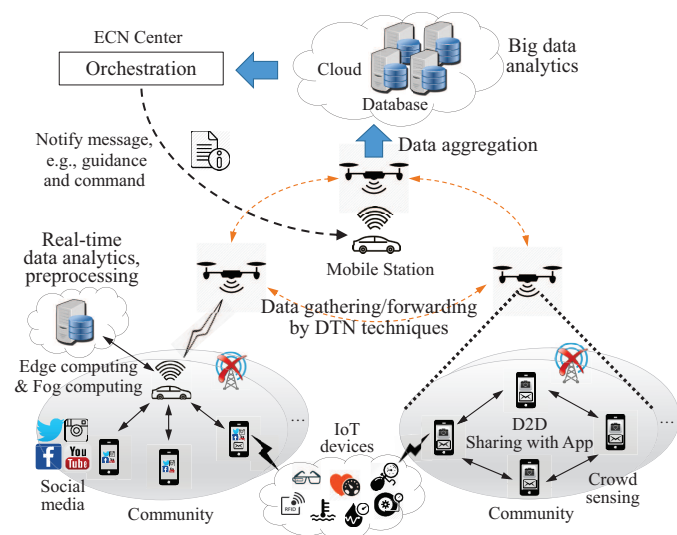 ECN Center
Orchestration
Cloud
Database
Big data
analytics
Notify message,
e.g., guidance
and command
Data aggregation
Mobile Station
Real-time
data analytics,
preprocessing
Data gathering/forwarding
by DTN techniques
Edge computing
& Fog computing
...
...
You
Tube
Social
media
Community
IoT
devices
RFID
D2D
Sharing with App
Crowd
sensing
Community